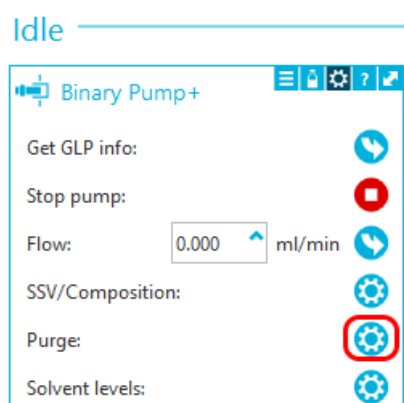 Idle
Binary Pump+
?
Get GLP info:
Stop pump:
Flow: 0.000 ml/min
SSV/Composition:
Purge:
Solvent levels: